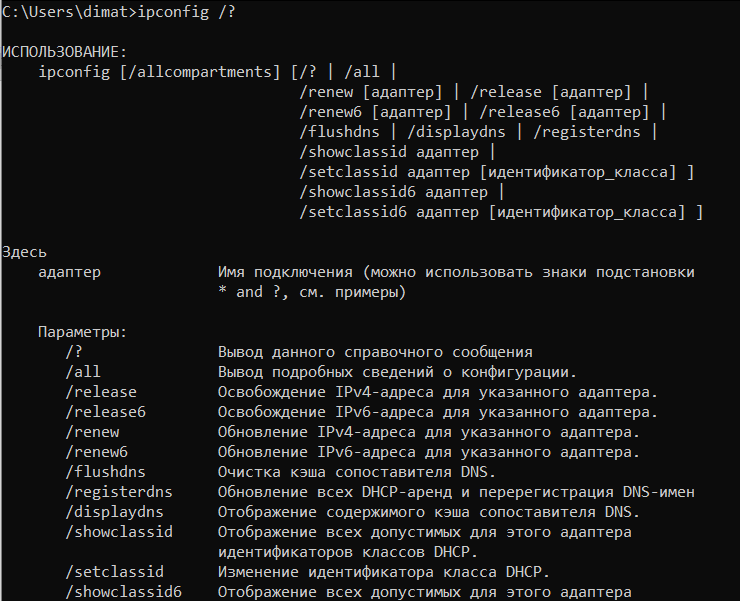 C:\Users\dimat>ipconfig /?
ИСПОЛЬЗОВАНИЕ:
ipconfig [/allcompartments] [/? | /all |
/renew [адаптер] | /release [адаптер] |
/renew6 [адаптер] | /release6 [адаптер] |
/flushdns | /displaydns | /registerdns |
/showclassid адаптер |
/setclassid адаптер [идентификатор_класса] ]
/showclassid6 адаптер |
/setclassid6 адаптер [идентификатор_класса] ]
Здесь
адаптер Имя подключения (можно использовать знаки подстановки
* and ?, см. примеры)
Параметры:
/? Вывод данного справочного сообщения
/all Вывод подробных сведений о конфигурации.
/release Освобождение IPv4-адреса для указанного адаптера.
/release6 Освобождение IPv6-адреса для указанного адаптера.
/renew Обновление IPv4-адреса для указанного адаптера.
/renew6 Обновление IPv6-адреса для указанного адаптера.
/flushdns Очистка кэша сопоставителя DNS.
/registerdns Обновление всех DHCP-аренд и перерегистрация DNS-имен
/displaydns Отображение содержимого кэша сопоставителя DNS.
/showclassid Отображение всех допустимых для этого адаптера
идентификаторов классов DHCP.
/setclassid Изменение идентификатора класса DHCP.
/showclassid6 Отображение всех допустимых для этого адаптера